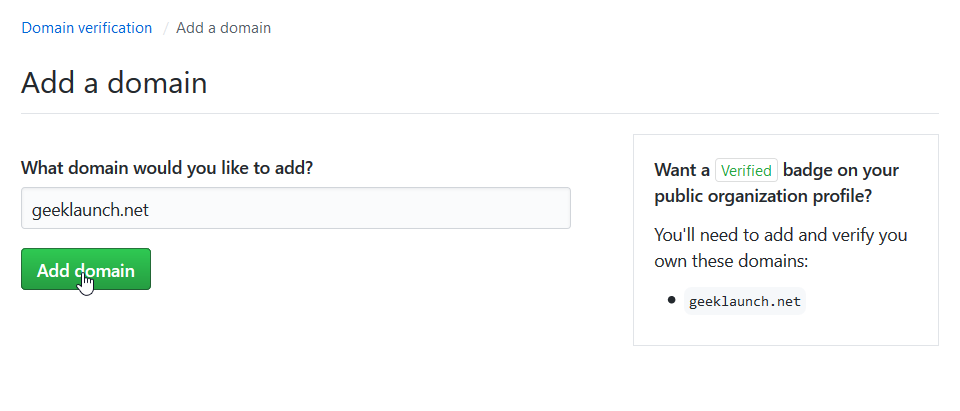 Domain verification / Add a domain
Add a domain
What domain would you like to add?
geeklaunch.net
Add domain
Want a Verified badge on your
public organization profile?
You'll need to add and verify you
own these domains:
• geeklaunch.net